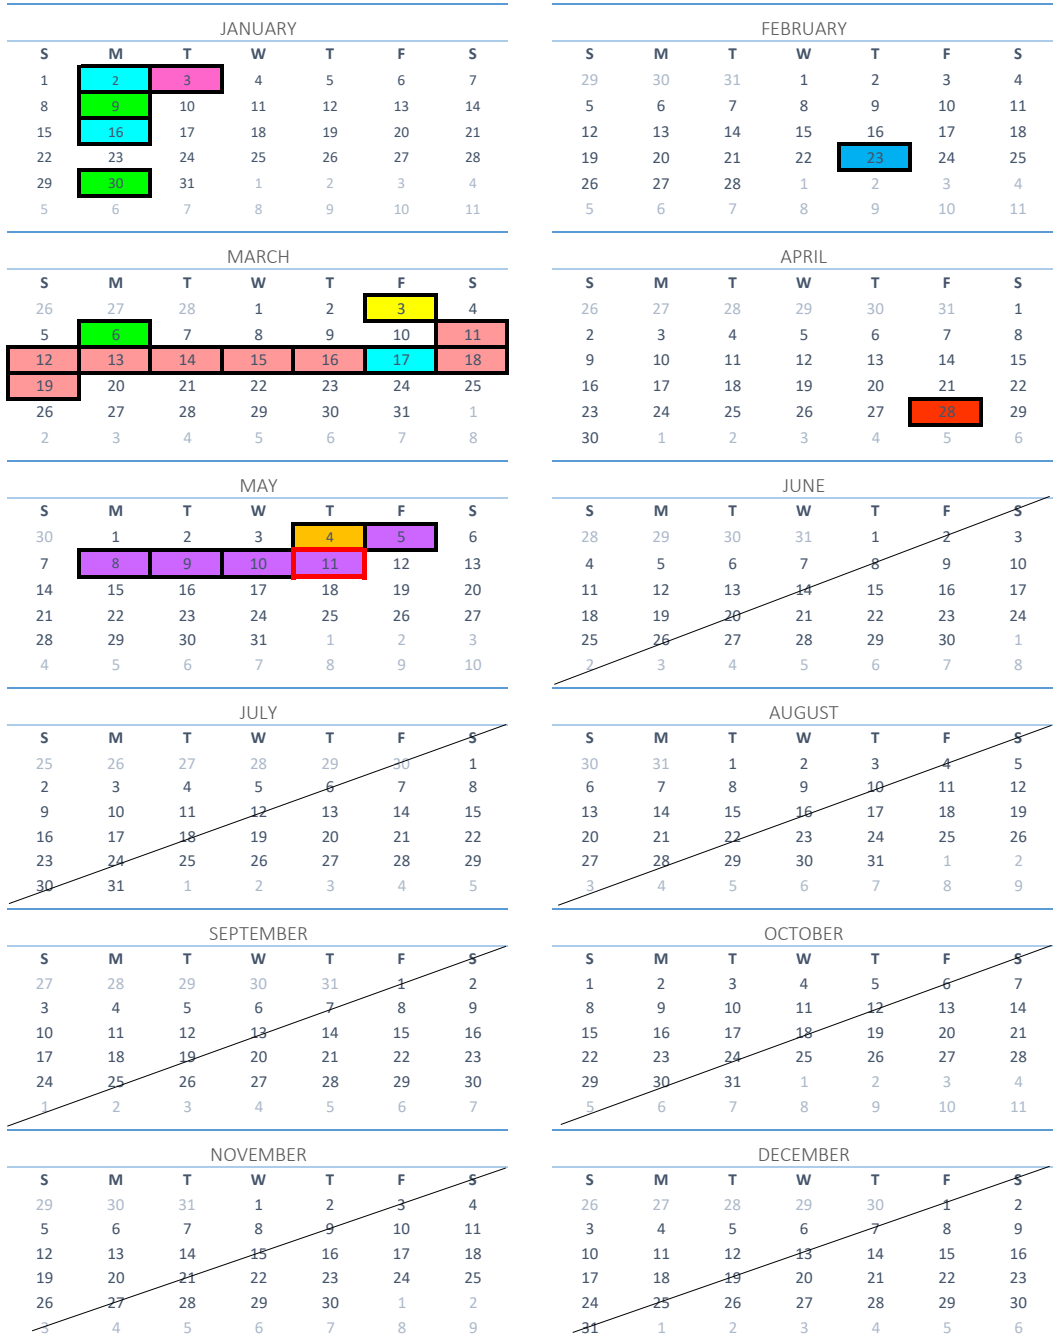 JANUARY
S M T W T F S
1 2 3 4 5 6 7
8 9 10 11 12 13 14
15 16 17 18 19 20 21
22 23 24 25 26 27 28
29 30 31 1 2 3 4
5 6 7 8 9 10 11
FEBRUARY
S M T W T F S
29 30 31 1 2 3 4
5 6 7 8 9 10 11
12 13 14 15 16 17 18
19 20 21 22 23 24 25
26 27 28 1 2 3 4
5 6 7 8 9 10 11
MARCH
S M T W T F S
26 27 28 1 2 3 4
5 6 7 8 9 10 11
12 13 14 15 16 17 18
19 20 21 22 23 24 25
26 27 28 29 30 31 1
2 3 4 5 6 7 8
APRIL
S M T W T F S
26 27 28 29 30 31 1
2 3 4 5 6 7 8
9 10 11 12 13 14 15
16 17 18 19 20 21 22
23 24 25 26 27 28 29
30 1 2 3 4 5 6
MAY
S M T W T F S
30 1 2 3 4 5 6
7 8 9 10 11 12 13
14 15 16 17 18 19 20
21 22 23 24 25 26 27
28 29 30 31 1 2 3
4 5 6 7 8 9 10
JUNE
S M T W T F S
28 29 30 31 1 2 3
4 5 6 7 8 9 10
11 12 13 14 15 16 17
18 19 20 21 22 23 24
25 26 27 28 29 30 1
2 3 4 5 6 7 8
JULY
S M T W T F S
25 26 27 28 29 30 1
2 3 4 5 6 7 8
9 10 11 12 13 14 15
16 17 18 19 20 21 22
23 24 25 26 27 28 29
30 31 1 2 3 4 5
AUGUST
S M T W T F S
30 31 1 2 3 4 5
6 7 8 9 10 11 12
13 14 15 16 17 18 19
20 21 22 23 24 25 26
27 28 29 30 31 1 2
3 4 5 6 7 8 9
SEPTEMBER
S M T W T F S
27 28 29 30 31 1 2
3 4 5 6 7 8 9
10 11 12 13 14 15 16
17 18 19 20 21 22 23
24 25 26 27 28 29 30
1 2 3 4 5 6 7
OCTOBER
S M T W T F S
1 2 3 4 5 6 7
8 9 10 11 12 13 14
15 16 17 18 19 20 21
22 23 24 25 26 27 28
29 30 31 1 2 3 4
5 6 7 8 9 10 11
NOVEMBER
S M T W T F S
29 30 31 1 2 3 4
5 6 7 8 9 10 11
12 13 14 15 16 17 18
19 20 21 22 23 24 25
26 27 28 29 30 1 2
3 4 5 6 7 8 9
DECEMBER
S M T W T F S
26 27 28 29 30 1 2
3 4 5 6 7 8 9
10 11 12 13 14 15 16
17 18 19 20 21 22 23
24 25 26 27 28 29 30
31 1 2 3 4 5 6